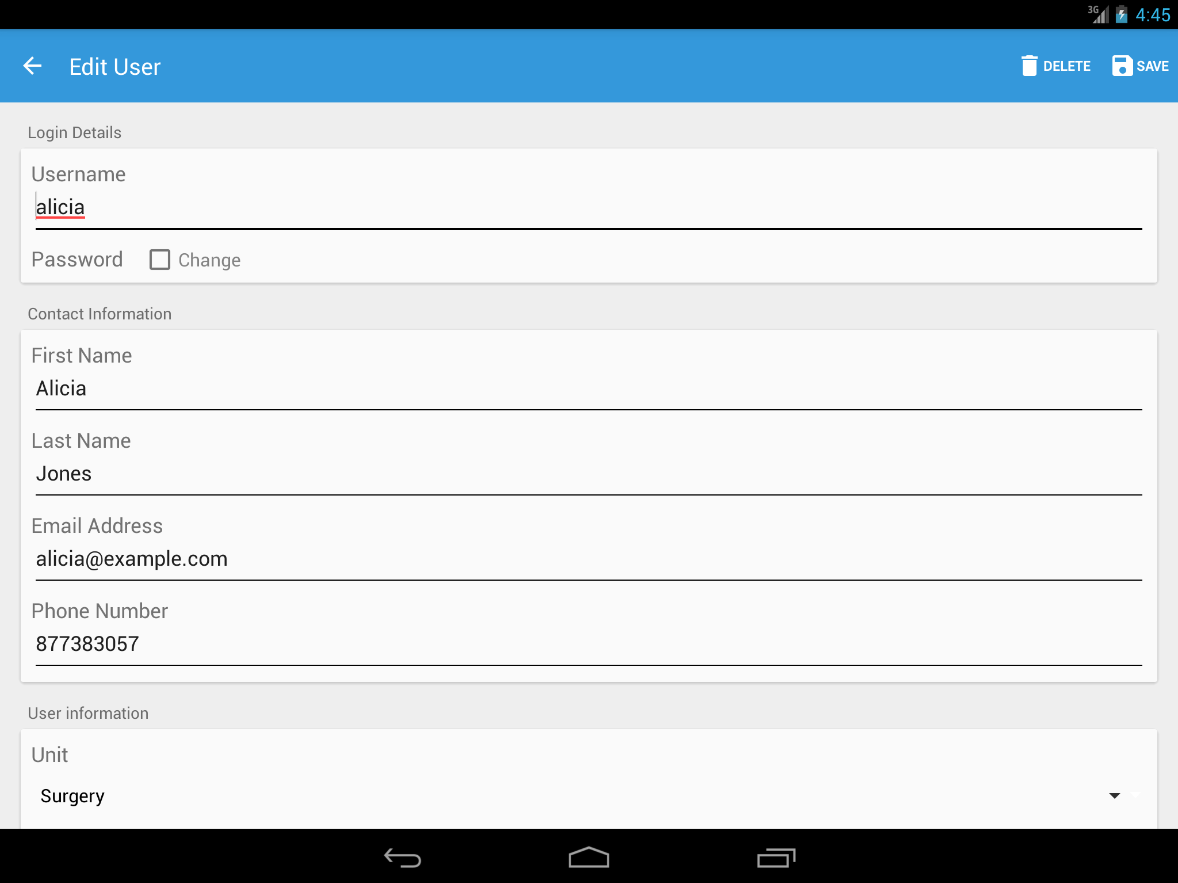 3G 4:45
Edit User DELETE SAVE
Login Details
Username
alicia
Password Change
Contact Information
First Name
Alicia
Last Name
Jones
Email Address
alicia@example.com
Phone Number
877383057
User information
Unit
Surgery